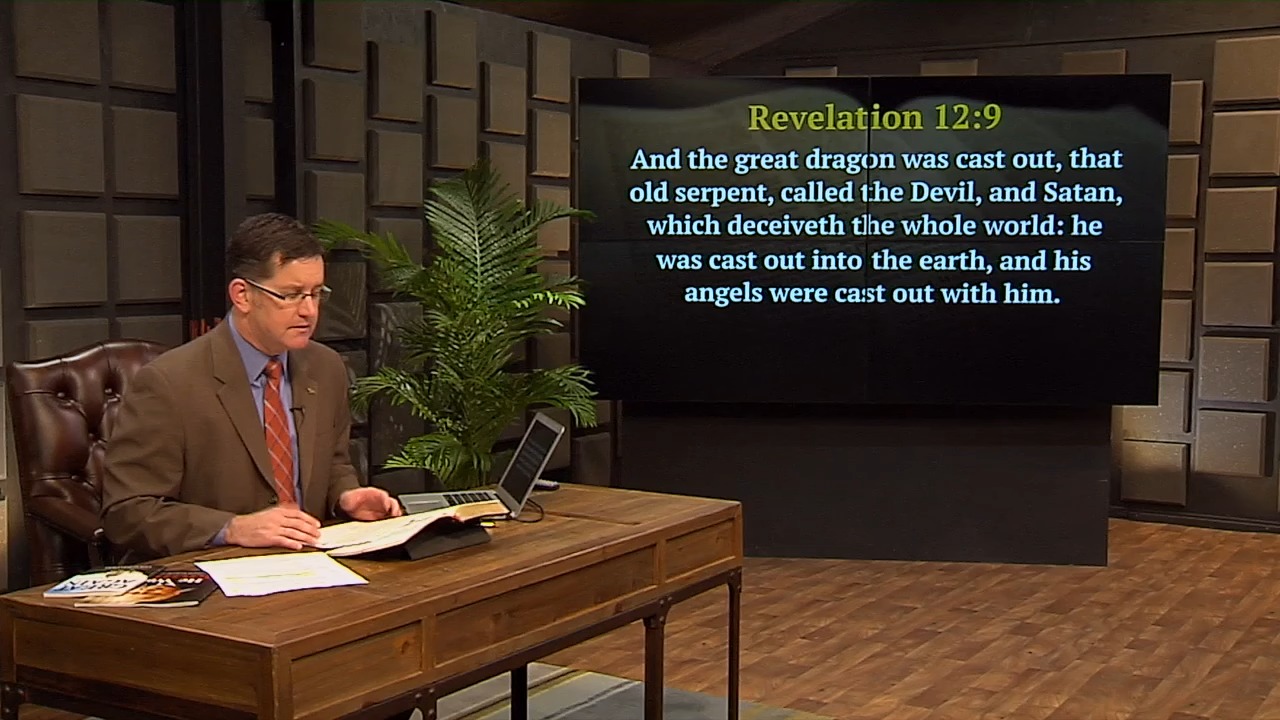 Revelation 12:9
And the great dragon was cast out, that
old serpent, called the Devil, and Satan,
which deceiveth the whole world: he
was cast out into the earth, and his
angels were cast out with him.